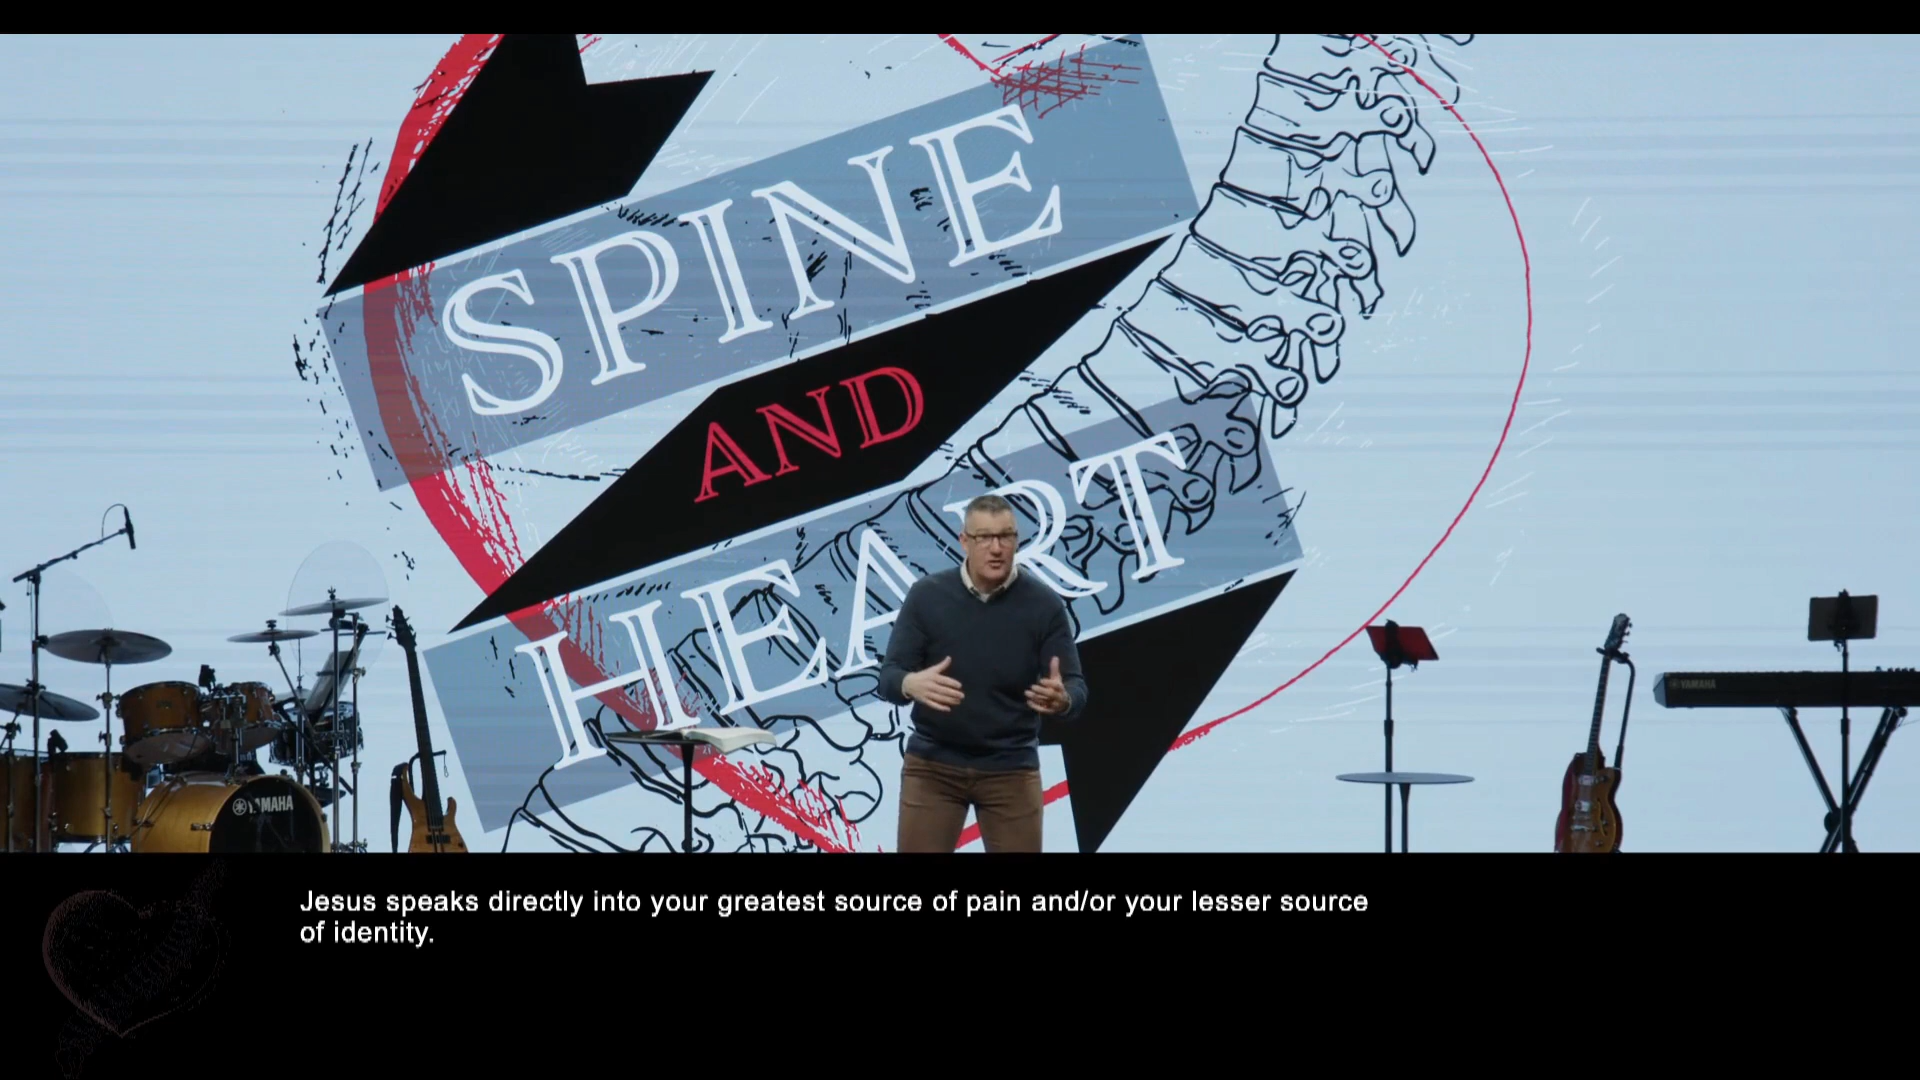 SPINE
AND
HEART
YAMAHA
YAMAHA
Jesus speaks directly into your greatest source of pain and/or your lesser source
of identity.